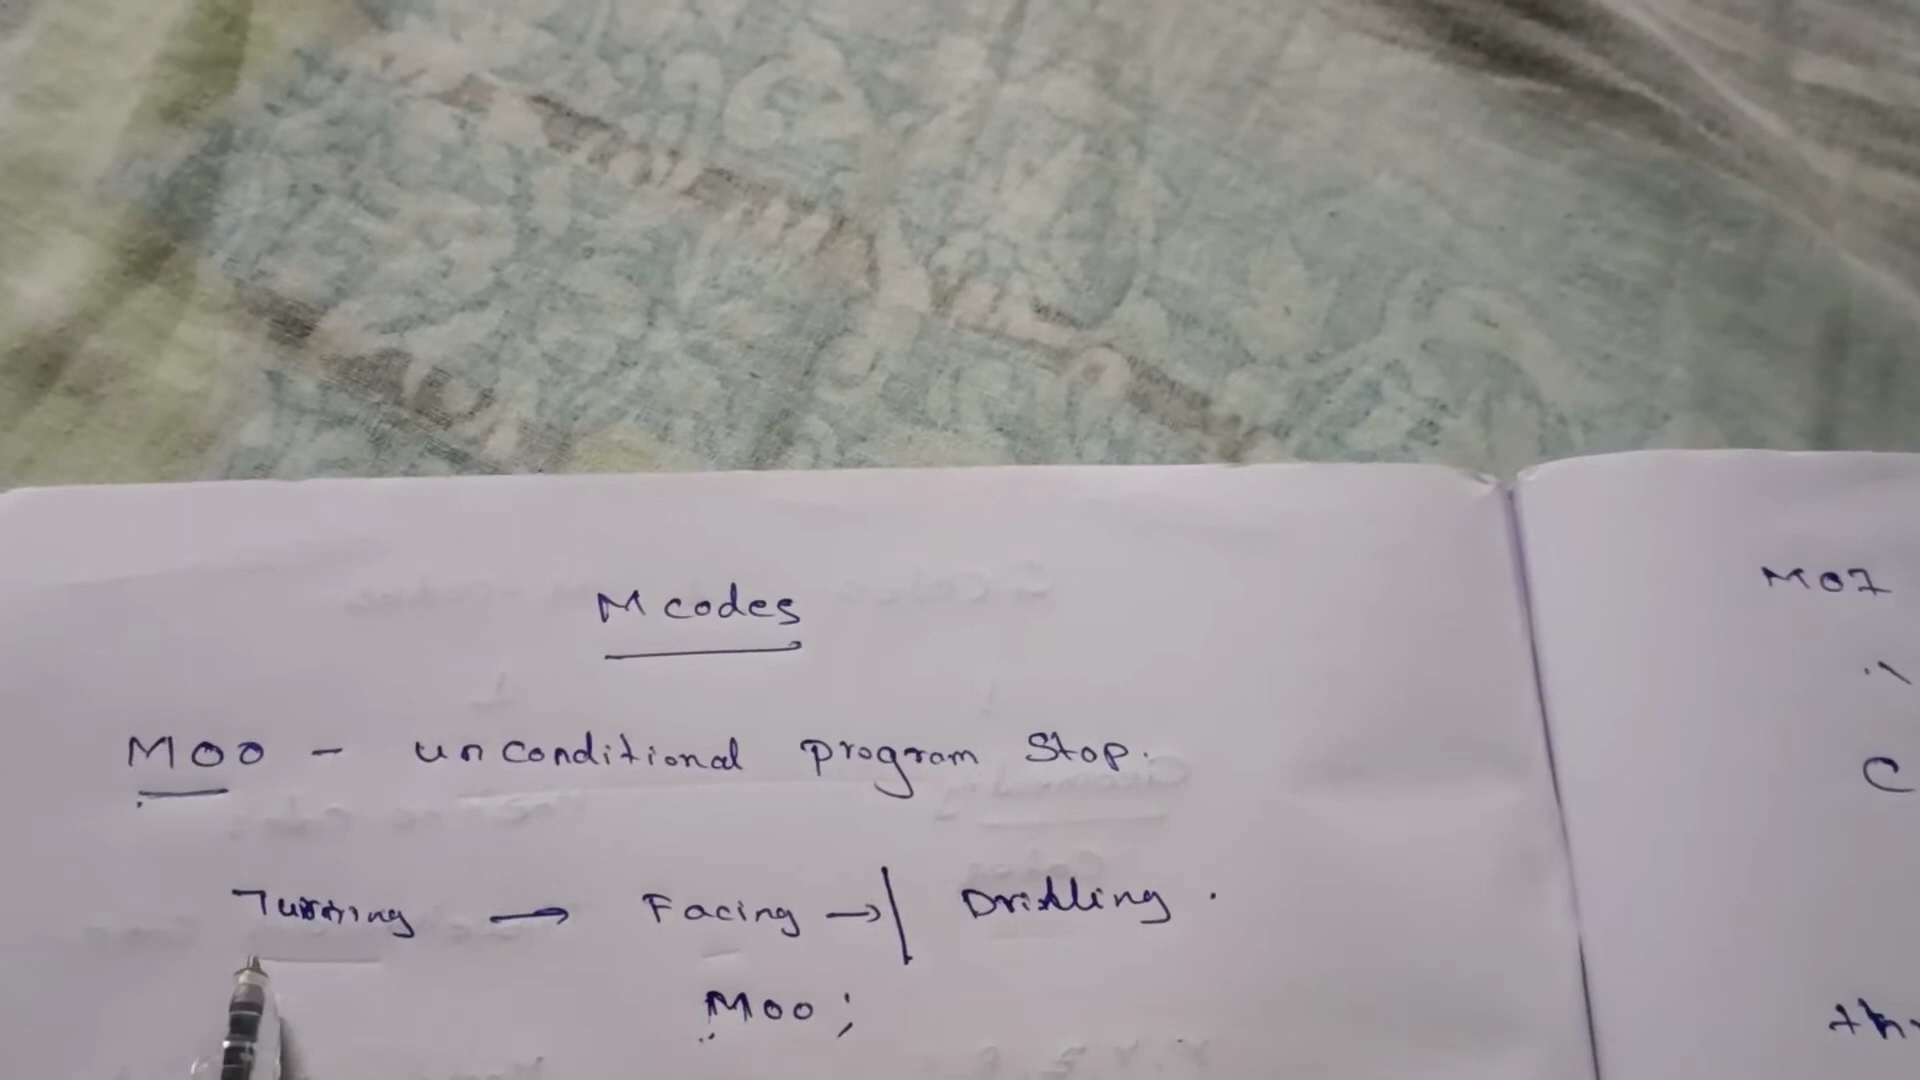 M codes
M00 - unconditional program Stop.
Turning → Facing → | Drilling .
M00 ;
M07
C